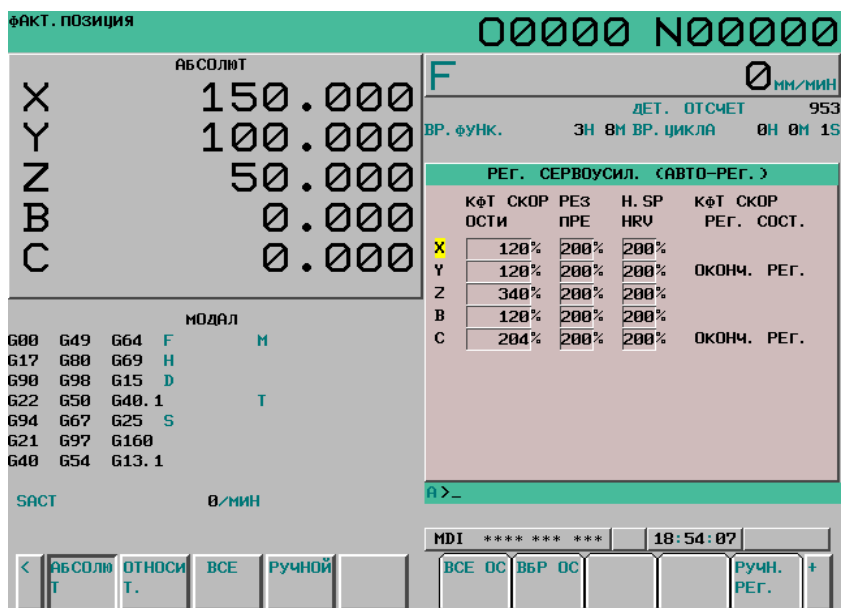 ФАКТ. ПОЗИЦИЯ
O0000 N00000
АБСОЛЮТ
X 150.000
Y 100.000
Z 50.000
B 0.000
C 0.000
F 0 ММ/МИН
ДЕТ. ОТСЧЕТ 953
ВР. ФУНК. 3H 8M ВР. ЦИКЛА 0H 0M 1S
МОДАЛ
G00 G49 G64 F M
G17 G80 G69 H
G90 G98 G15 D
G22 G50 G40.1 T
G94 G67 G25 S
G21 G97 G160
G40 G54 G13.1
SACT 0/МИН
РЕГ. СЕРВОУСИЛ. (АВТО-РЕГ.)
КФТ СКОР РЕЗ H.SP КФТ СКОР
ОСТИ ПРЕ HRV РЕГ. СОСТ.
X 120% 200% 200%
Y 120% 200% 200% ОКОНЧ. РЕГ.
Z 340% 200% 200%
B 120% 200% 200%
C 204% 200% 200% ОКОНЧ. РЕГ.
A>_
MDI **** *** *** 18:54:07
< АБСОЛЮ ОТНОСИ ВСЕ РУЧНОЙ
Т Т.
ВСЕ ОС ВБР ОС РУЧН. +
РЕГ.